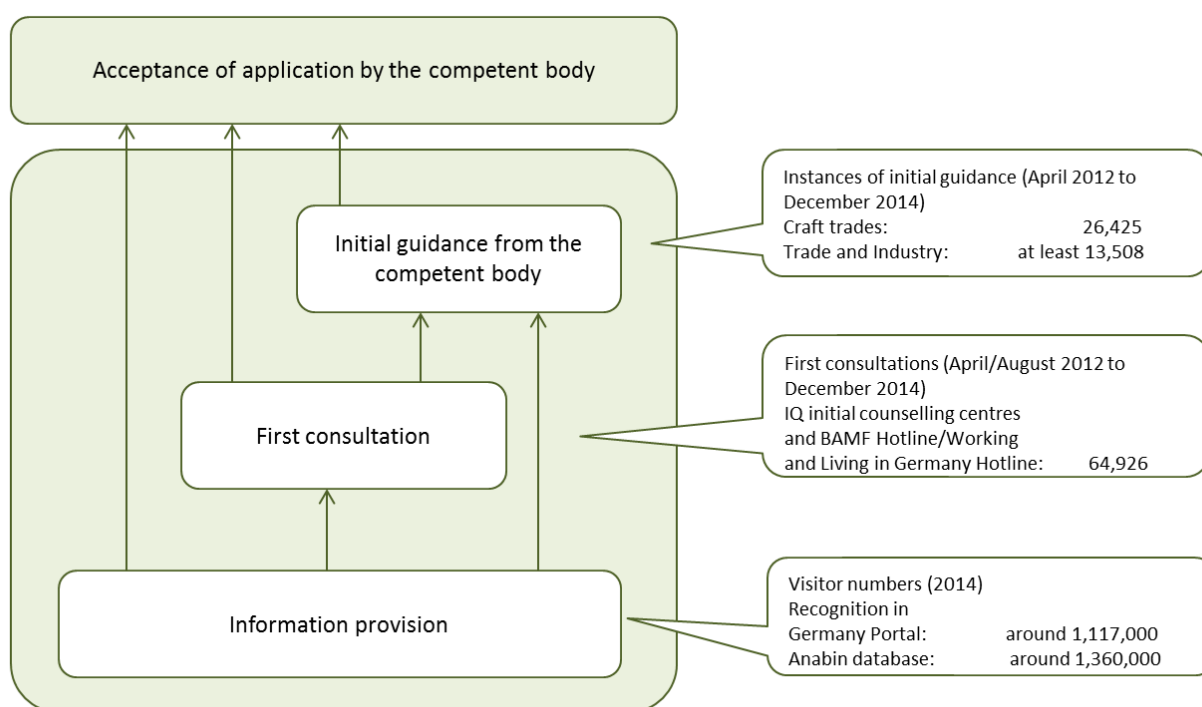 Acceptance of application by the competent body
Instances of initial guidance (April 2012 to
December 2014)
Craft trades: 26,425
Trade and Industry: at least 13,508
Initial guidance from the
competent body
First consultations (April/August 2012 to
December 2014)
IQ initial counselling centres
and BAMF Hotline/Working
and Living in Germany Hotline: 64,926
First consultation
Visitor numbers (2014)
Recognition in
Germany Portal: around 1,117,000
Anabin database: around 1,360,000
Information provision